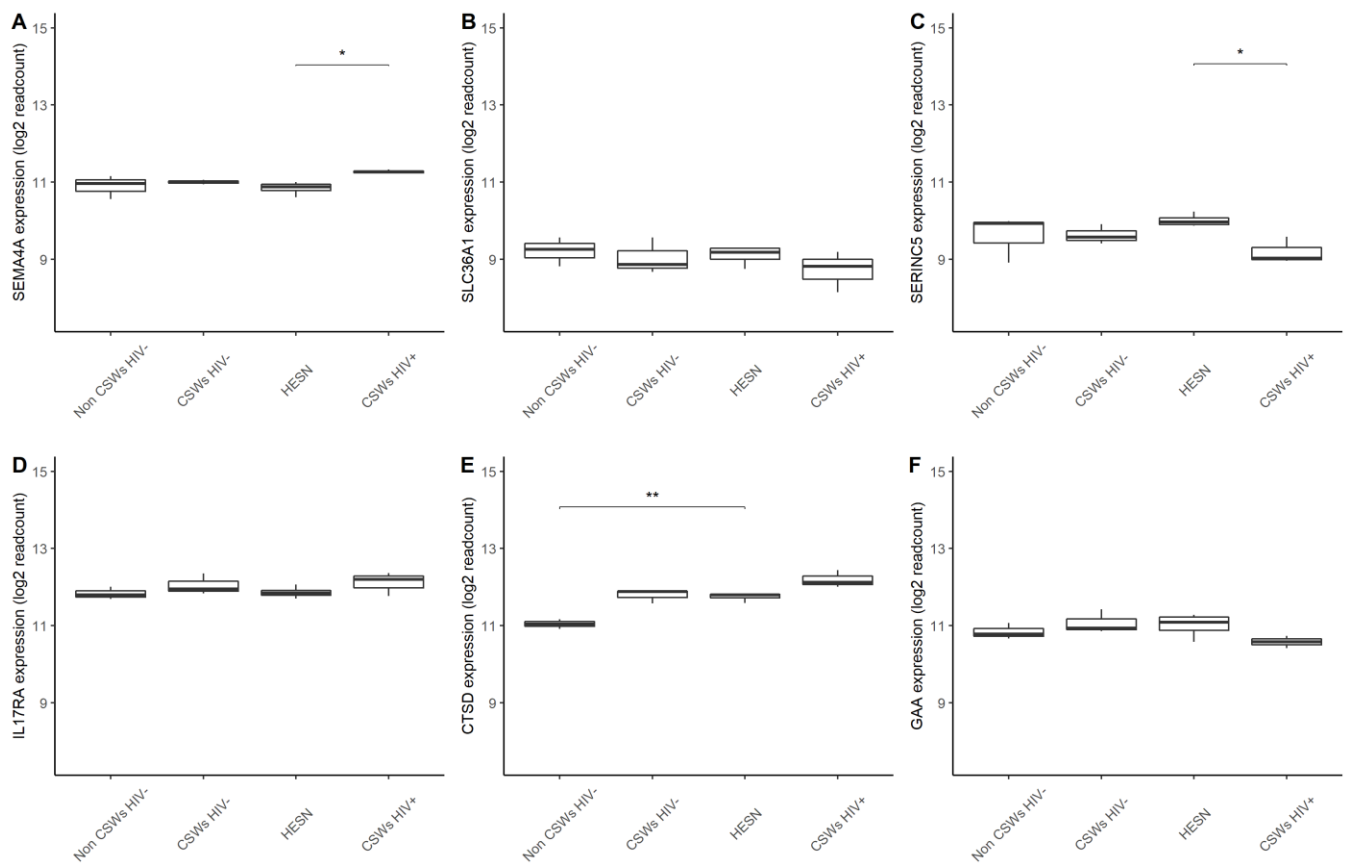 A
SEMA4A expression (log2 readcount)
15
13
11
9
*
Non CSWs HIV-
CSWs HIV-
HESN
CSWs HIV+
B
SLC36A1 expression (log2 readcount)
15
13
11
9
Non CSWs HIV-
CSWs HIV-
HESN
CSWs HIV+
C
SERINC5 expression (log2 readcount)
15
13
11
9
*
Non CSWs HIV-
CSWs HIV-
HESN
CSWs HIV+
D
IL17RA expression (log2 readcount)
15
13
11
9
Non CSWs HIV-
CSWs HIV-
HESN
CSWs HIV+
E
CTSD expression (log2 readcount)
15
13
11
9
**
Non CSWs HIV-
CSWs HIV-
HESN
CSWs HIV+
F
GAA expression (log2 readcount)
15
13
11
9
Non CSWs HIV-
CSWs HIV-
HESN
CSWs HIV+